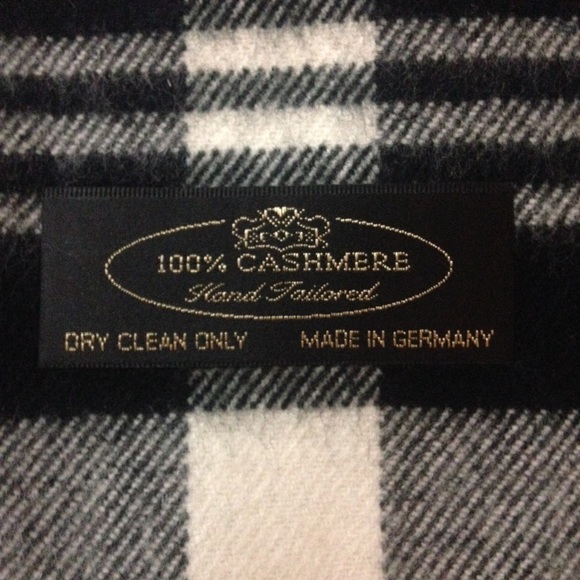 100% CASHMERE
Hand Tailored
DRY CLEAN ONLY MADE IN GERMANY